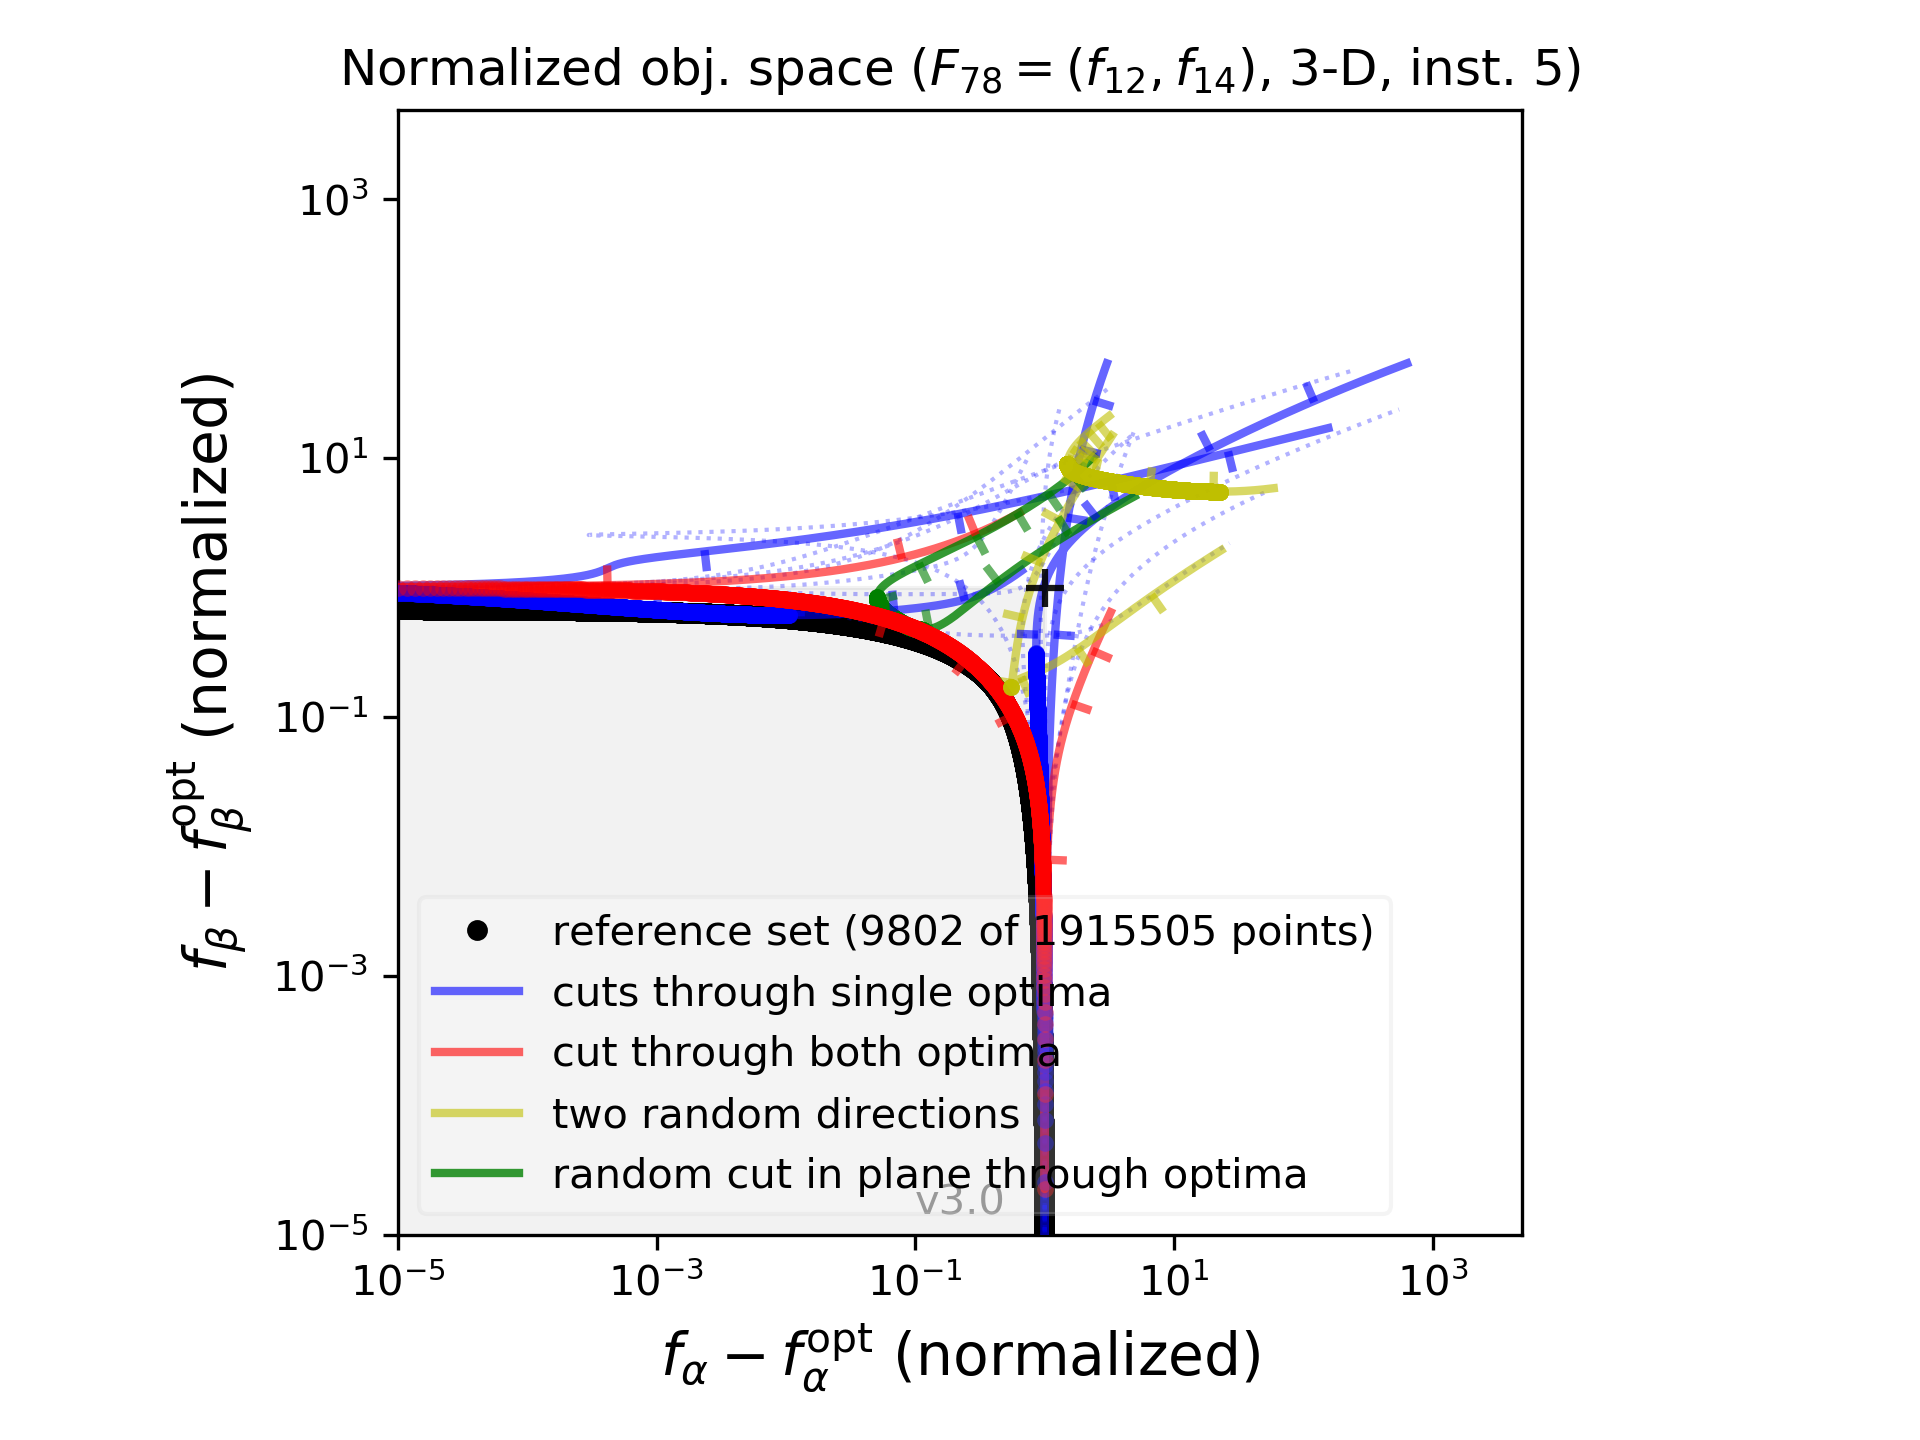 Normalized obj. space (F₇₈ = (f₁₂, f₁₄), 3-D, inst. 5)
10³
10¹
10⁻¹
10⁻³
10⁻⁵
f_β − f_β^opt (normalized)
reference set (9802 of 1915505 points)
cuts through single optima
cut through both optima
two random directions
random cut in plane through optima
v3.0
10⁻⁵ 10⁻³ 10⁻¹ 10¹ 10³
f_α − f_α^opt (normalized)